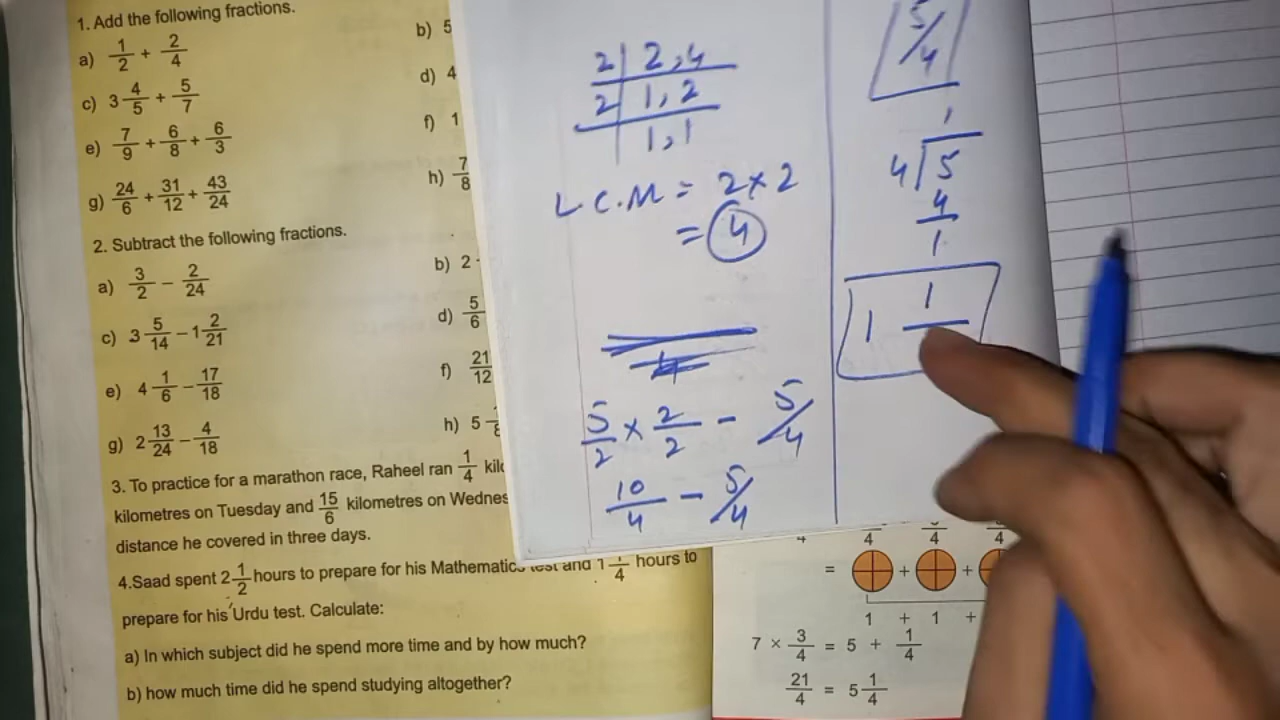 1. Add the following fractions.
a) 1/2 + 2/4
b) 5
c) 3 4/5 + 5/7
d) 4
e) 7/9 + 6/8 + 6/3
f) 1
g) 24/6 + 31/12 + 43/24
h) 7/8
2. Subtract the following fractions.
a) 3/2 − 2/24
b) 2
c) 3 5/14 − 1 2/21
d) 5/6
e) 4 1/6 − 17/18
f) 21/12
g) 2 13/24 − 4/18
h) 5
3. To practice for a marathon race, Raheel ran 1/4
kilometres on Tuesday and 15/6 kilometres on Wednes
distance he covered in three days.
4.Saad spent 2 1/2 hours to prepare for his Mathematics test and 1 1/4 hours to
prepare for his Urdu test. Calculate:
a) In which subject did he spend more time and by how much?
b) how much time did he spend studying altogether?
2 | 2, 4
2 | 1, 2
1, 1
L.C.M = 2 × 2
= 4
5/2 × 2/2 - 5/4
10/4 - 5/4
5/4
1
4 5
4
1
1 1
4 4
= + +
1 + 1 +
7 × 3/4 = 5 + 1/4
21/4 = 5 1/4